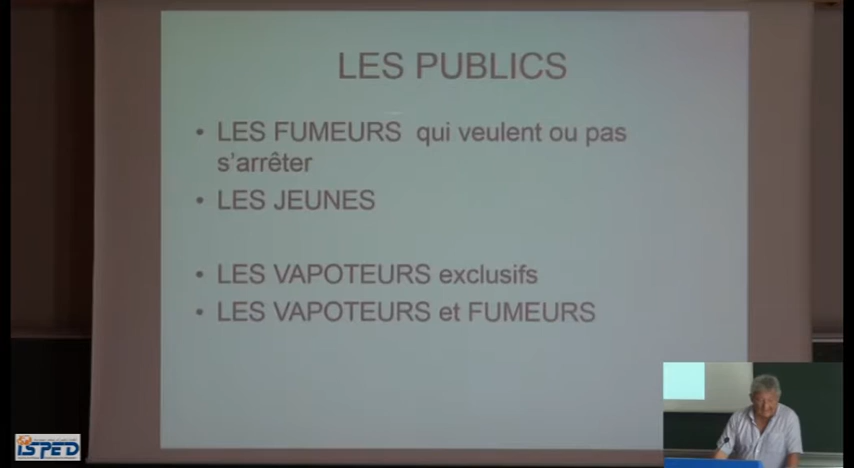 LES PUBLICS
• LES FUMEURS qui veulent ou pas
s'arrêter
• LES JEUNES
• LES VAPOTEURS exclusifs
• LES VAPOTEURS et FUMEURS
ISPED